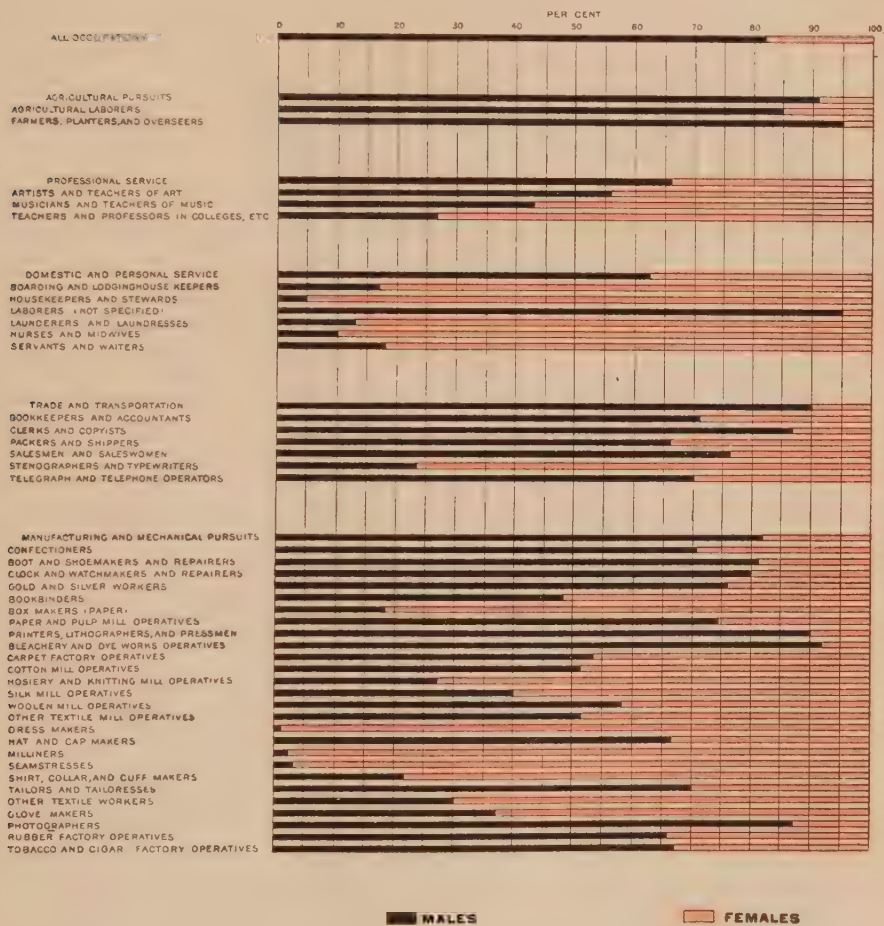 PER CENT
0 10 20 30 40 50 60 70 80 90 100
ALL OCCUPATIONS
AGRICULTURAL PURSUITS
AGRICULTURAL LABORERS
FARMERS, PLANTERS, AND OVERSEERS
PROFESSIONAL SERVICE
ARTISTS AND TEACHERS OF ART
MUSICIANS AND TEACHERS OF MUSIC
TEACHERS AND PROFESSORS IN COLLEGES, ETC
DOMESTIC AND PERSONAL SERVICE
BOARDING AND LODGINGHOUSE KEEPERS
HOUSEKEEPERS AND STEWARDS
LABORERS (NOT SPECIFIED)
LAUNDERERS AND LAUNDRESSES
NURSES AND MIDWIVES
SERVANTS AND WAITERS
TRADE AND TRANSPORTATION
BOOKKEEPERS AND ACCOUNTANTS
CLERKS AND COPYISTS
PACKERS AND SHIPPERS
SALESMEN AND SALESWOMEN
STENOGRAPHERS AND TYPEWRITERS
TELEGRAPH AND TELEPHONE OPERATORS
MANUFACTURING AND MECHANICAL PURSUITS
CONFECTIONERS
BOOT AND SHOEMAKERS AND REPAIRERS
CLOCK AND WATCHMAKERS AND REPAIRERS
GOLD AND SILVER WORKERS
BOOKBINDERS
BOX MAKERS (PAPER)
PAPER AND PULP MILL OPERATIVES
PRINTERS, LITHOGRAPHERS, AND PRESSMEN
BLEACHERY AND DYE WORKS OPERATIVES
CARPET FACTORY OPERATIVES
COTTON MILL OPERATIVES
HOSIERY AND KNITTING MILL OPERATIVES
SILK MILL OPERATIVES
WOOLEN MILL OPERATIVES
OTHER TEXTILE MILL OPERATIVES
DRESS MAKERS
HAT AND CAP MAKERS
MILLINERS
SEAMSTRESSES
SHIRT, COLLAR, AND CUFF MAKERS
TAILORS AND TAILORESSES
OTHER TEXTILE WORKERS
GLOVE MAKERS
PHOTOGRAPHERS
RUBBER FACTORY OPERATIVES
TOBACCO AND CIGAR FACTORY OPERATIVES
MALES FEMALES